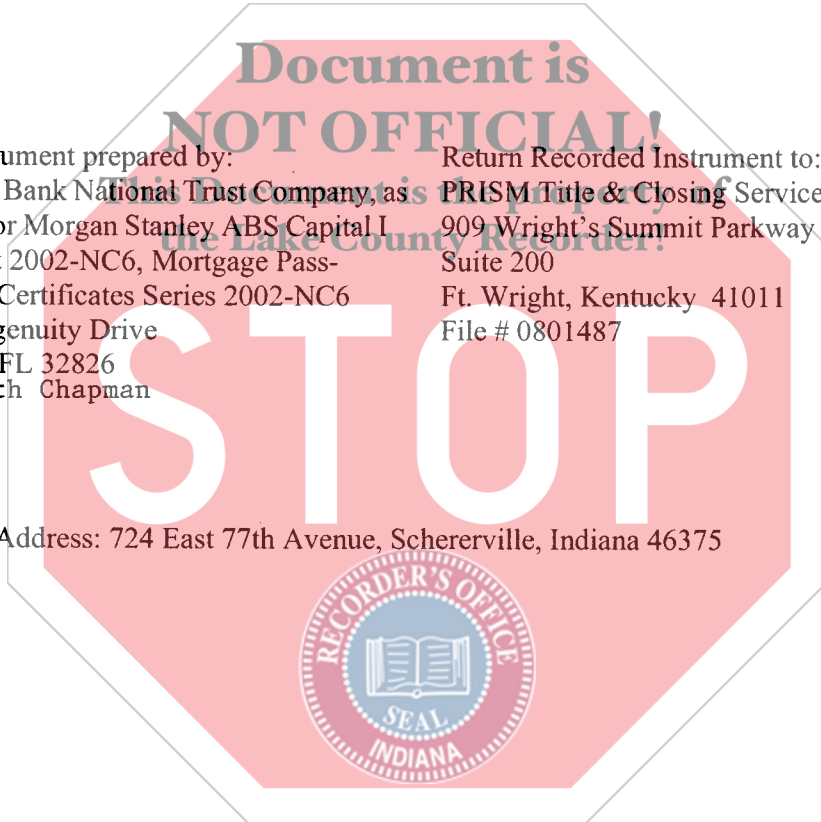 Document is
NOT OFFICIAL!
This Document is the property of
the Lake County Recorder!
ument prepared by:
Bank National Trust Company, as
or Morgan Stanley ABS Capital I
2002-NC6, Mortgage Pass-
Certificates Series 2002-NC6
genuity Drive
FL 32826
ch Chapman
Return Recorded Instrument to:
PRISM Title & Closing Service
909 Wright's Summit Parkway
Suite 200
Ft. Wright, Kentucky 41011
File # 0801487
STOP
Address: 724 East 77th Avenue, Schererville, Indiana 46375
RECORDER'S OFFICE
SEAL
INDIANA